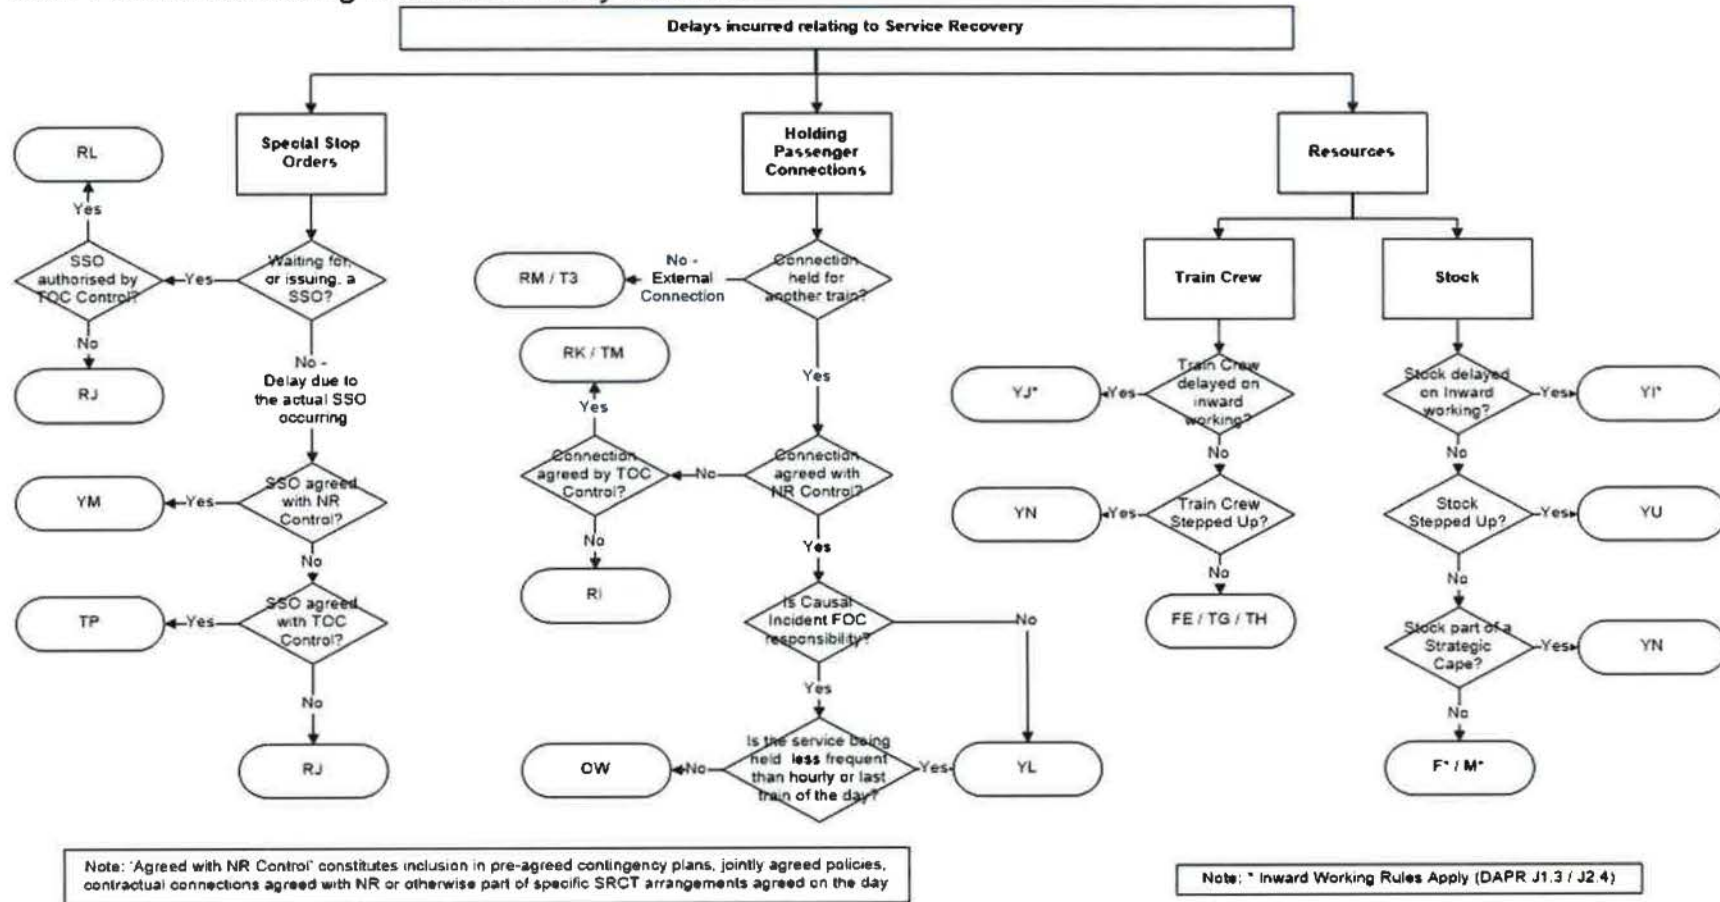 Delays incurred relating to Service Recovery
Special Stop
Orders
Holding
Passenger
Connections
Resources
RL
Yes
SSO
authorised by
TOC Control?
Yes
Waiting for,
or issuing, a
SSO?
No
RJ
No -
Delay due to
the actual SSO
occurring
YM
Yes
SSO agreed
with NR
Control?
No
TP
Yes
SSO agreed
with TOC
Control?
No
RJ
RM / T3
No -
External
Connection
Connection
held for
another train?
Yes
RK / TM
Yes
Connection
agreed by TOC
Control?
No
Connection
agreed with
NR Control?
No
RI
Yes
Is Causal
Incident FOC
responsibility?
No
Yes
OW
No
Is the service being
held less frequent
than hourly or last
train of the day?
Yes
YL
Train Crew
Stock
YJ*
Yes
Train Crew
delayed on
inward
working?
No
YN
Yes
Train Crew
Stepped Up?
No
FE / TG / TH
Stock delayed
on Inward
working?
Yes
YI*
No
Stock
Stepped Up?
Yes
YU
No
Stock part of a
Strategic
Cape?
Yes
YN
No
F* / M*
Note: 'Agreed with NR Control' constitutes inclusion in pre-agreed contingency plans, jointly agreed policies,
contractual connections agreed with NR or otherwise part of specific SRCT arrangements agreed on the day
Note: * Inward Working Rules Apply (DAPR J1.3 / J2.4)